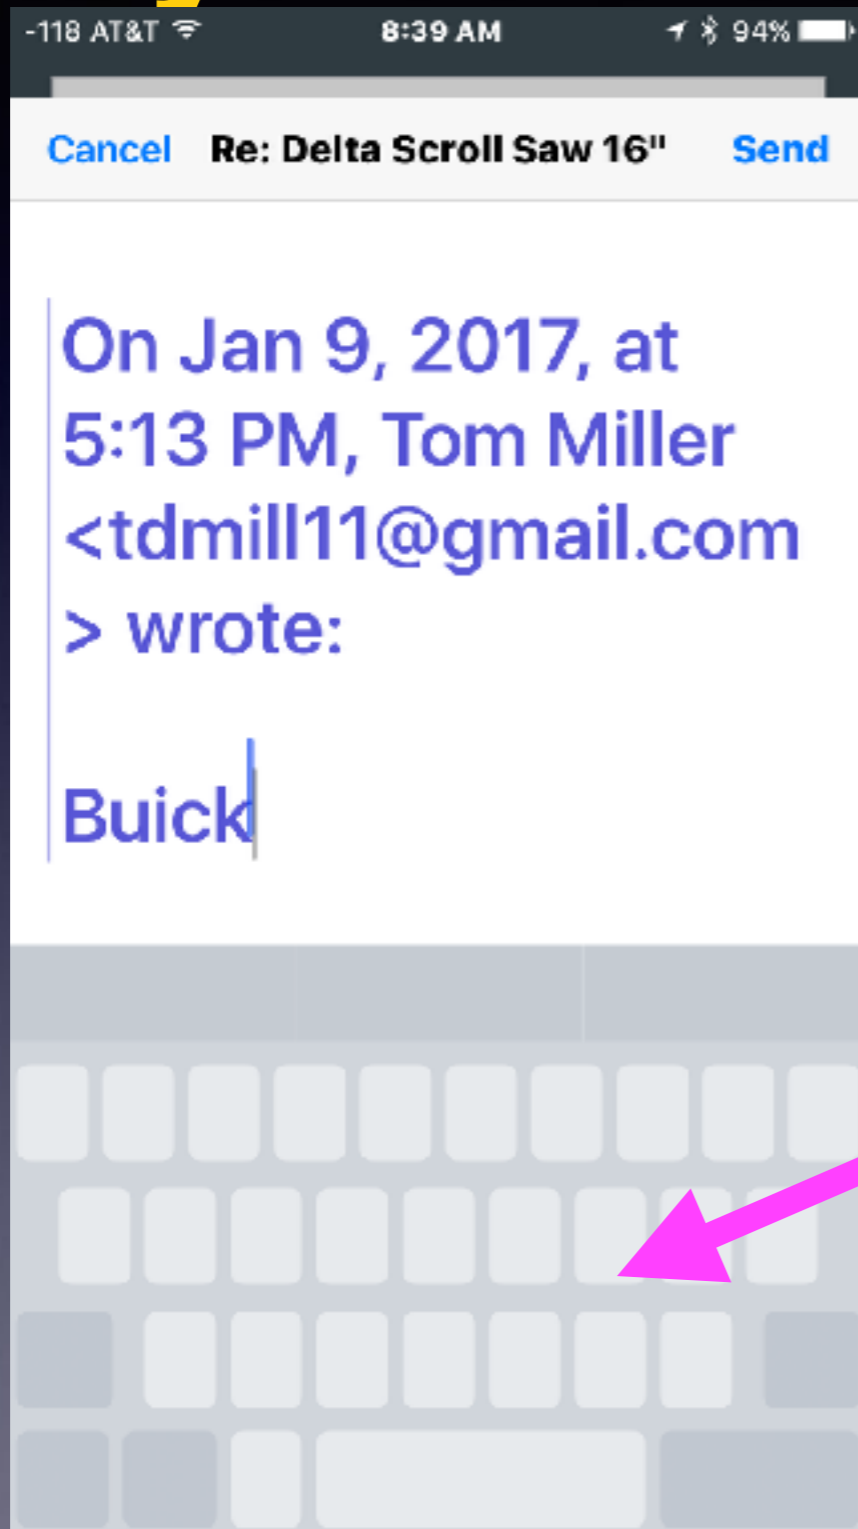 -118 AT&T 8:39 AM 94%
Cancel Re: Delta Scroll Saw 16" Send
On Jan 9, 2017, at
5:13 PM, Tom Miller
<tdmill11@gmail.com
> wrote:
Buick